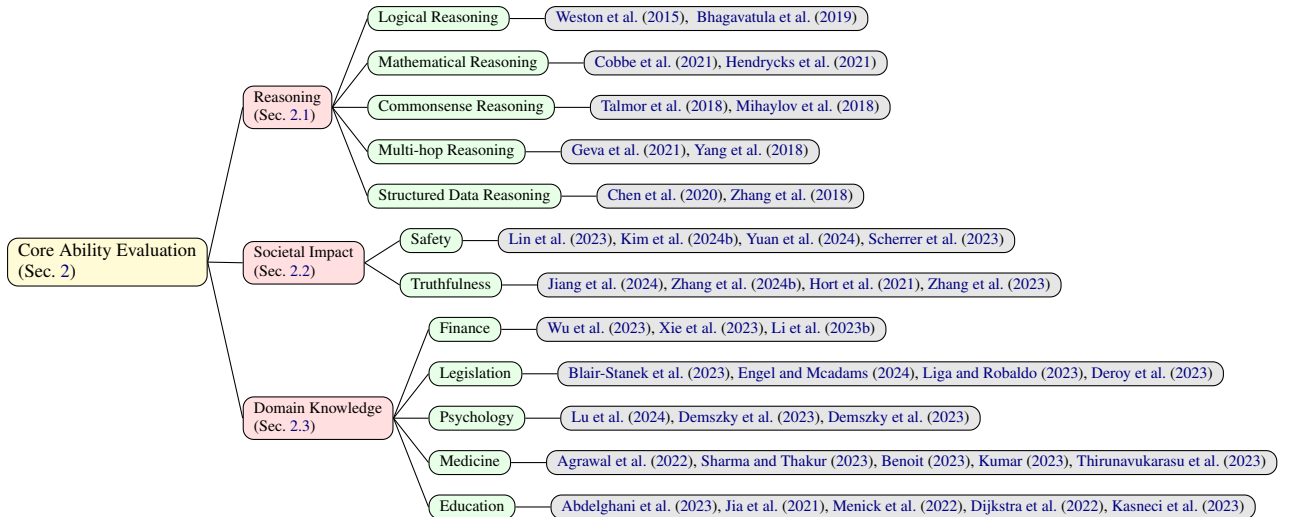 Logical Reasoning
Weston et al. (2015), Bhagavatula et al. (2019)
Mathematical Reasoning
Cobbe et al. (2021), Hendrycks et al. (2021)
Reasoning
(Sec. 2.1)
Commonsense Reasoning
Talmor et al. (2018), Mihaylov et al. (2018)
Multi-hop Reasoning
Geva et al. (2021), Yang et al. (2018)
Structured Data Reasoning
Chen et al. (2020), Zhang et al. (2018)
Core Ability Evaluation
(Sec. 2)
Societal Impact
(Sec. 2.2)
Safety
Lin et al. (2023), Kim et al. (2024b), Yuan et al. (2024), Scherrer et al. (2023)
Truthfulness
Jiang et al. (2024), Zhang et al. (2024b), Hort et al. (2021), Zhang et al. (2023)
Finance
Wu et al. (2023), Xie et al. (2023), Li et al. (2023b)
Legislation
Blair-Stanek et al. (2023), Engel and Mcadams (2024), Liga and Robaldo (2023), Deroy et al. (2023)
Domain Knowledge
(Sec. 2.3)
Psychology
Lu et al. (2024), Demszky et al. (2023), Demszky et al. (2023)
Medicine
Agrawal et al. (2022), Sharma and Thakur (2023), Benoit (2023), Kumar (2023), Thirunavukarasu et al. (2023)
Education
Abdelghani et al. (2023), Jia et al. (2021), Menick et al. (2022), Dijkstra et al. (2022), Kasneci et al. (2023)